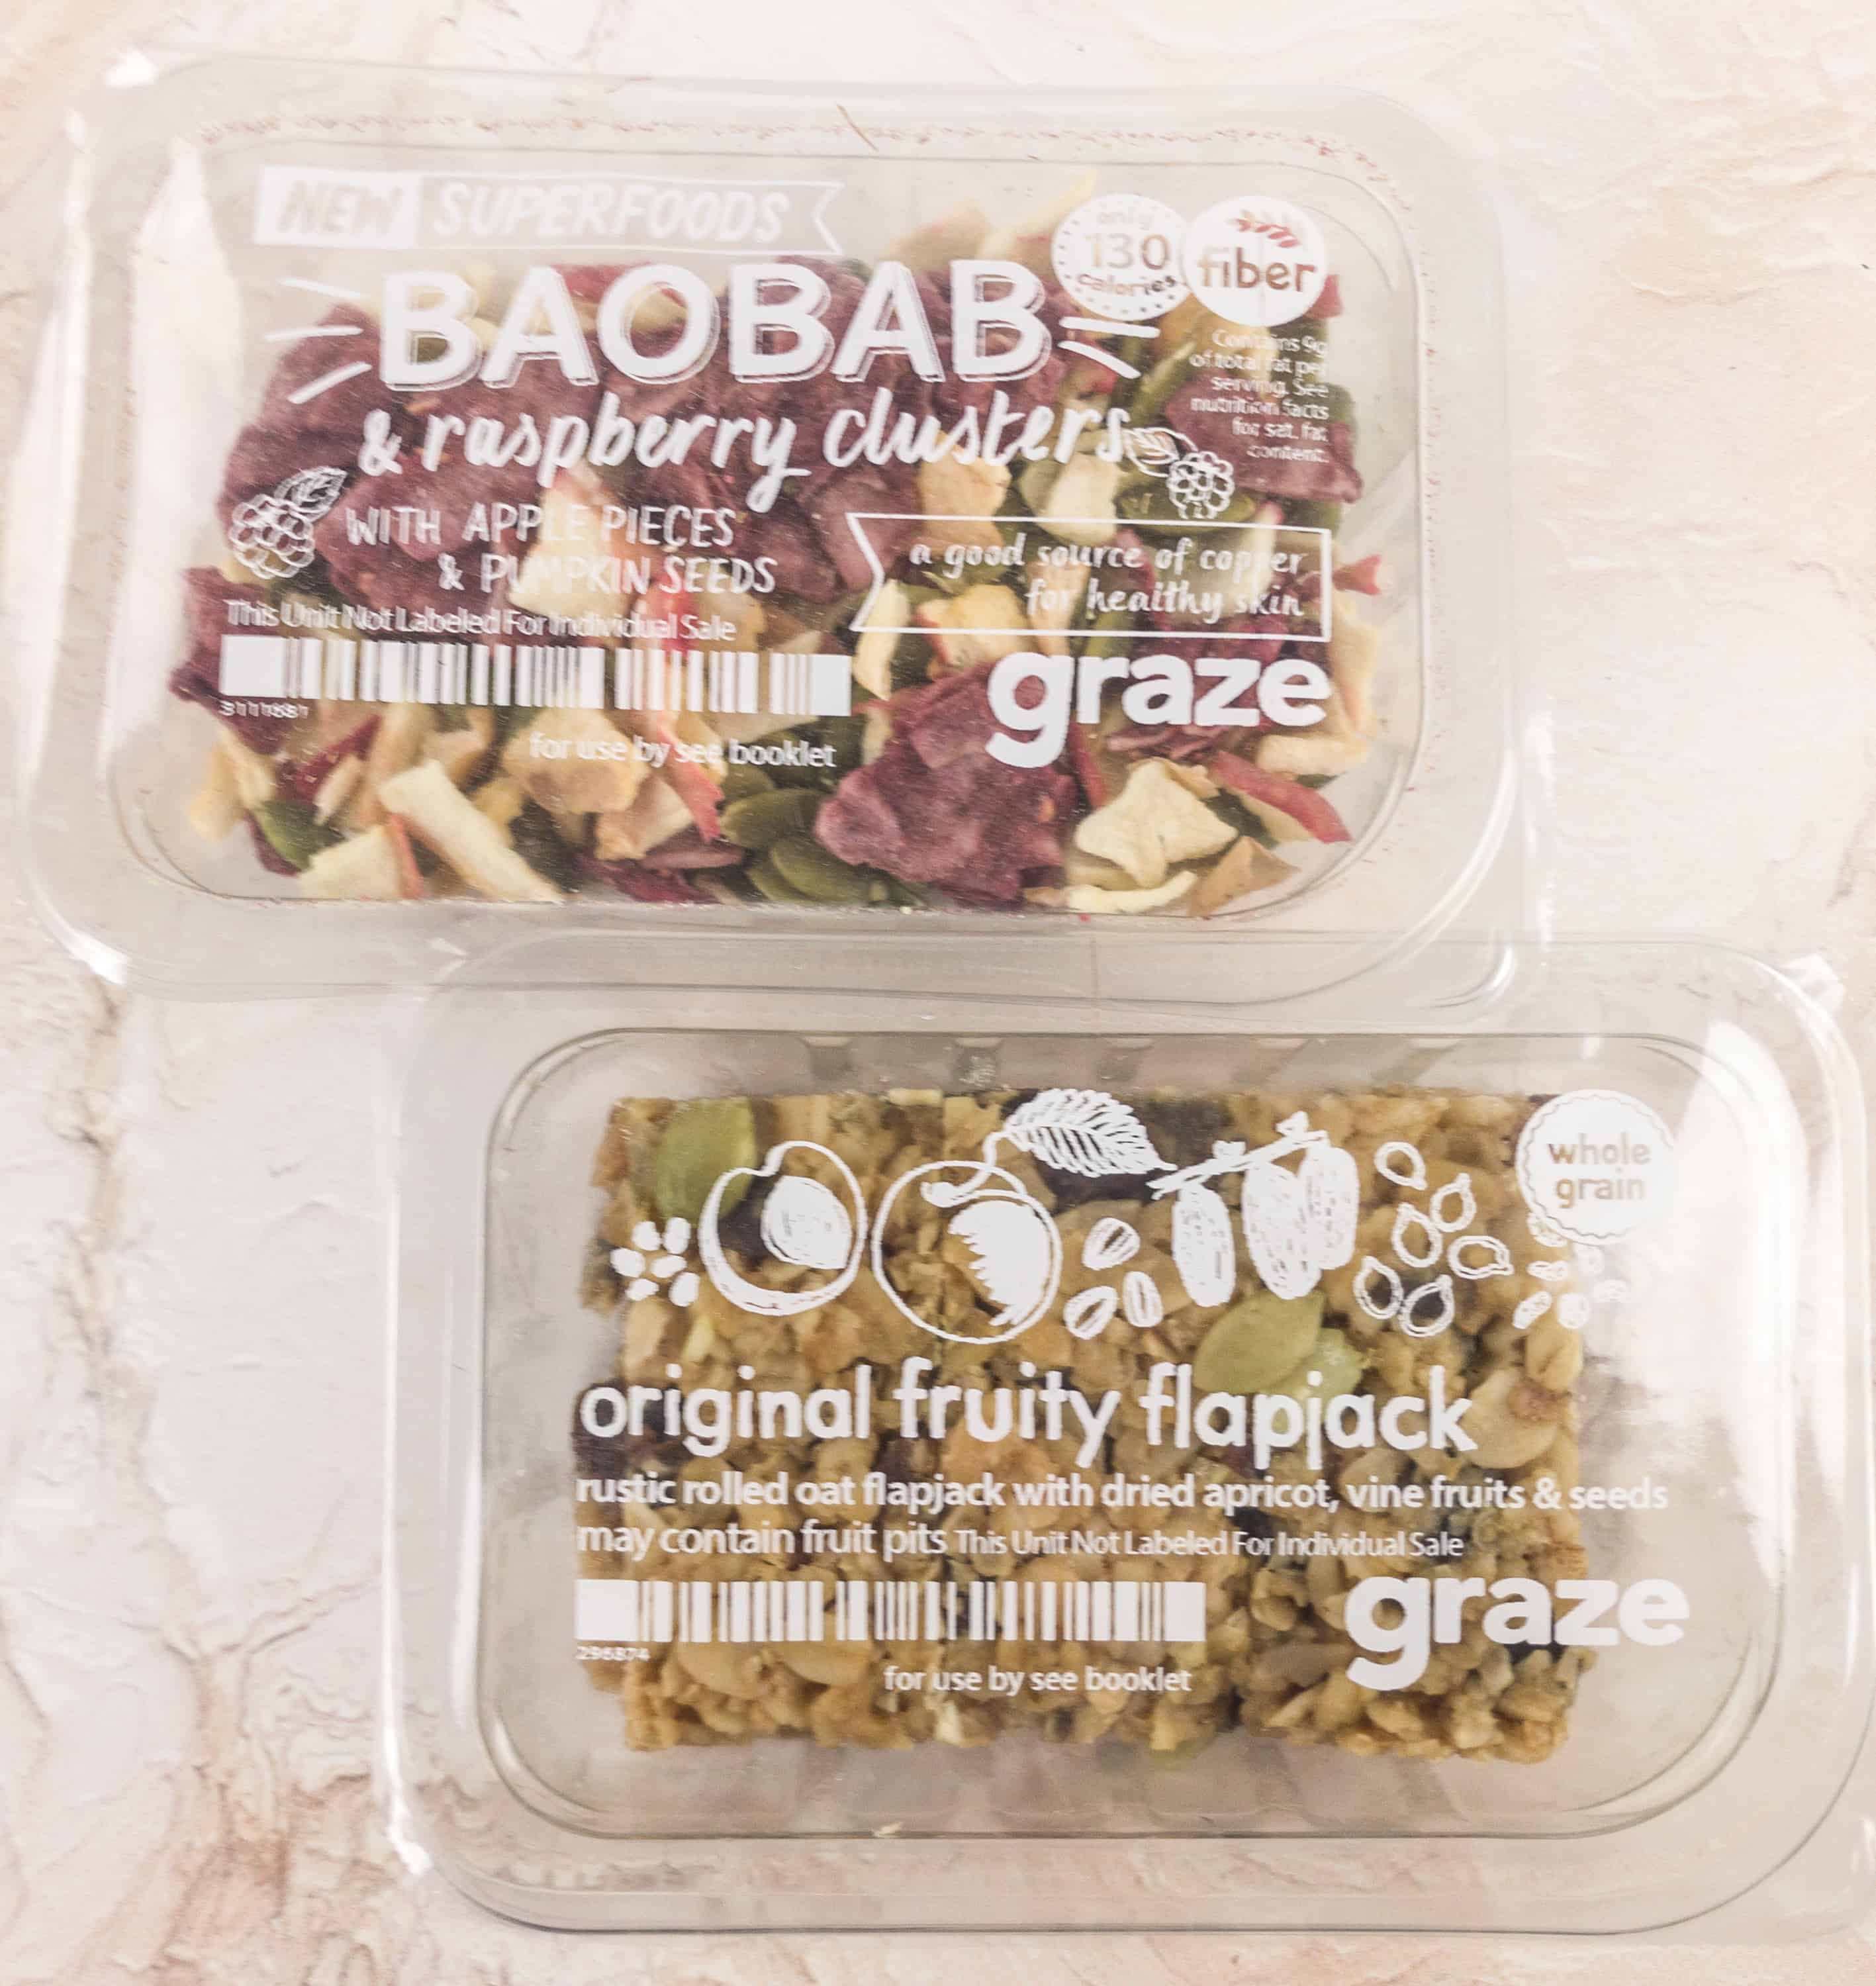 NEW SUPERFOODS
only
130
calories
fiber
BAOBAB
& raspberry clusters
Contains 9g
of total fat per
serving. See
nutrition facts
for sat. fat
content.
WITH APPLE PIECES
& PUMPKIN SEEDS
a good source of copper
for healthy skin
This Unit Not Labeled For Individual Sale
graze
for use by see booklet
whole
grain
original fruity flapjack
rustic rolled oat flapjack with dried apricot, vine fruits & seeds
may contain fruit pits This Unit Not Labeled For Individual Sale
graze
296874
for use by see booklet